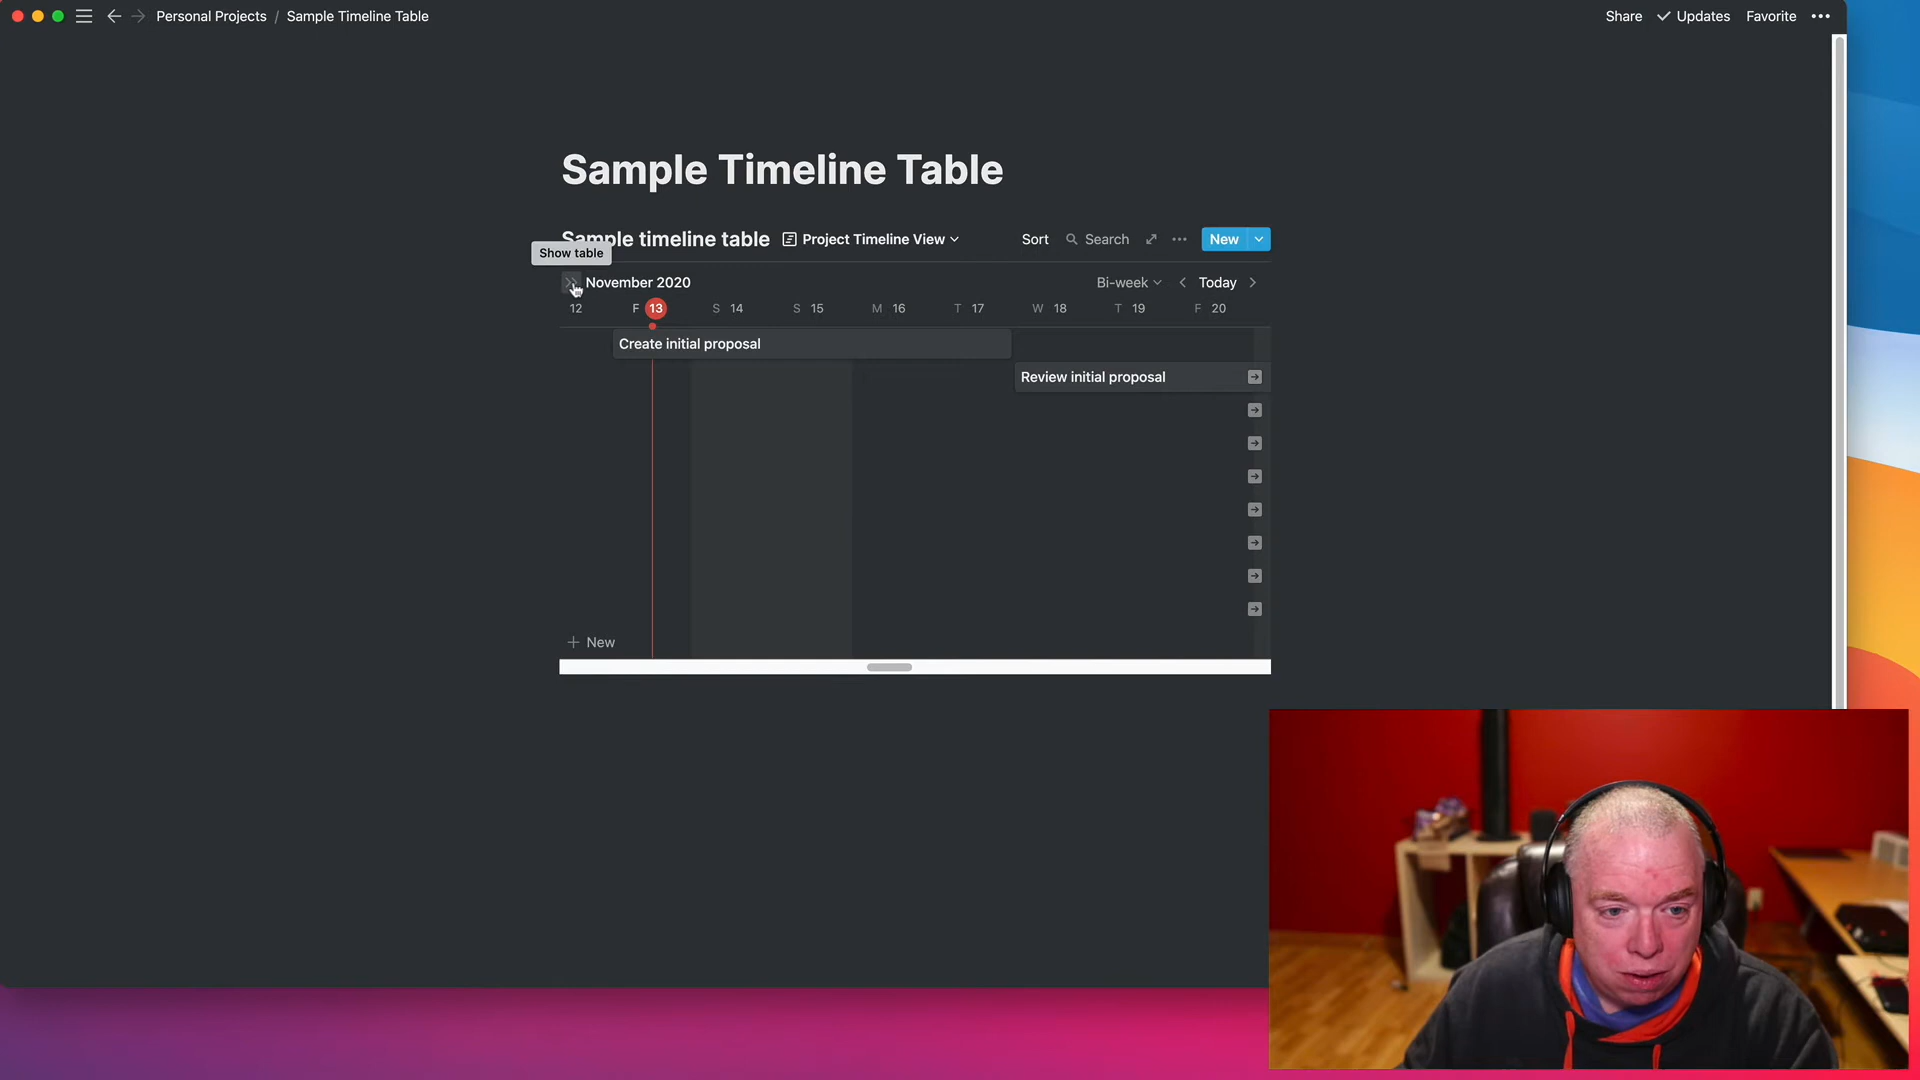 Personal Projects / Sample Timeline Table
Share Updates Favorite
Sample Timeline Table
Sample timeline table Project Timeline View Sort Search New
Show table
November 2020 Bi-week Today
12 F 13 S 14 S 15 M 16 T 17 W 18 T 19 F 20
Create initial proposal
Review initial proposal
+ New